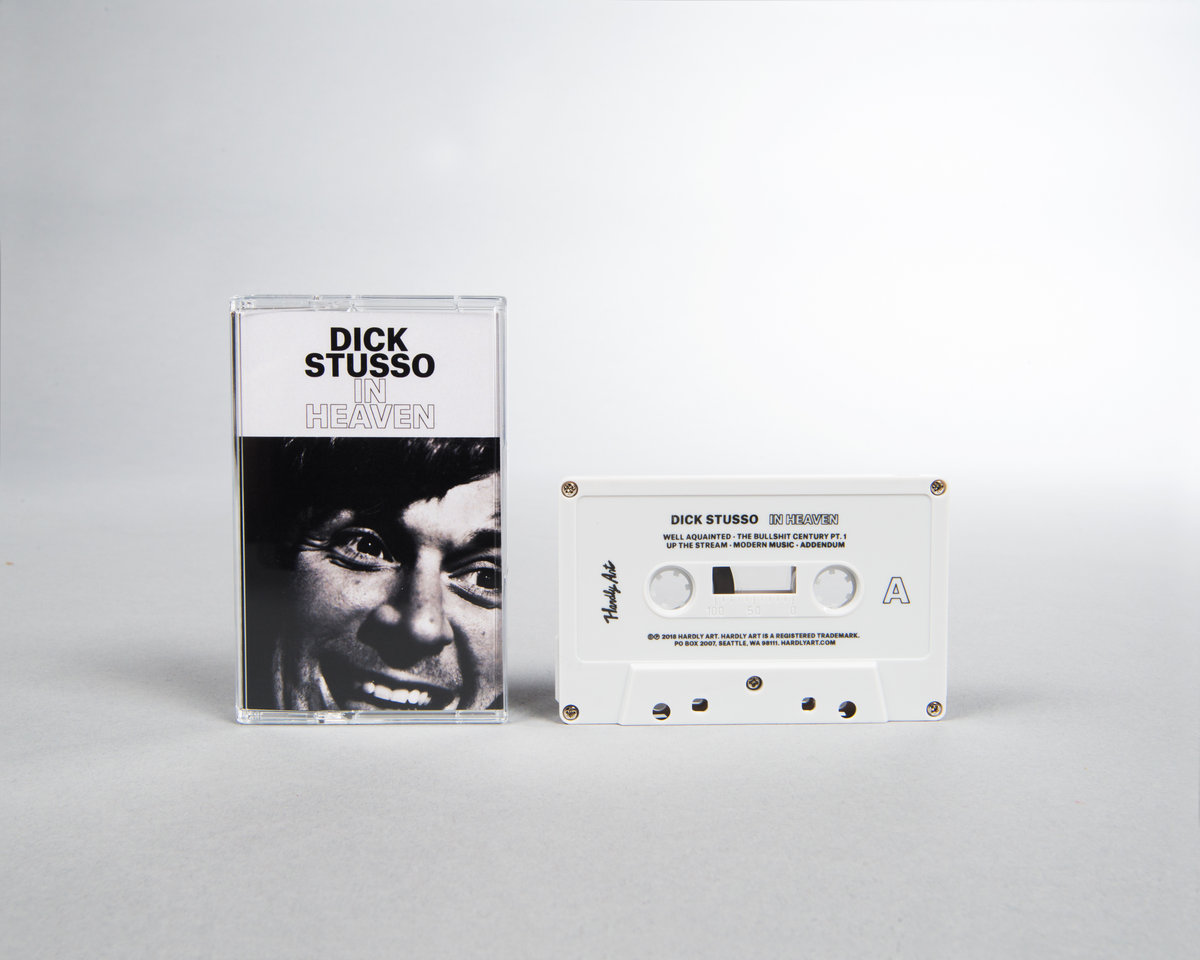 DICK
STUSSO
IN
HEAVEN
DICK STUSSO IN HEAVEN
WELL AQUAINTED · THE BULLSHIT CENTURY PT. 1
UP THE STREAM · MODERN MUSIC · ADDENDUM
Hardly Art
A
100 50 0
©℗ 2018 HARDLY ART. HARDLY ART IS A REGISTERED TRADEMARK.
PO BOX 2007, SEATTLE, WA 98111. HARDLYART.COM